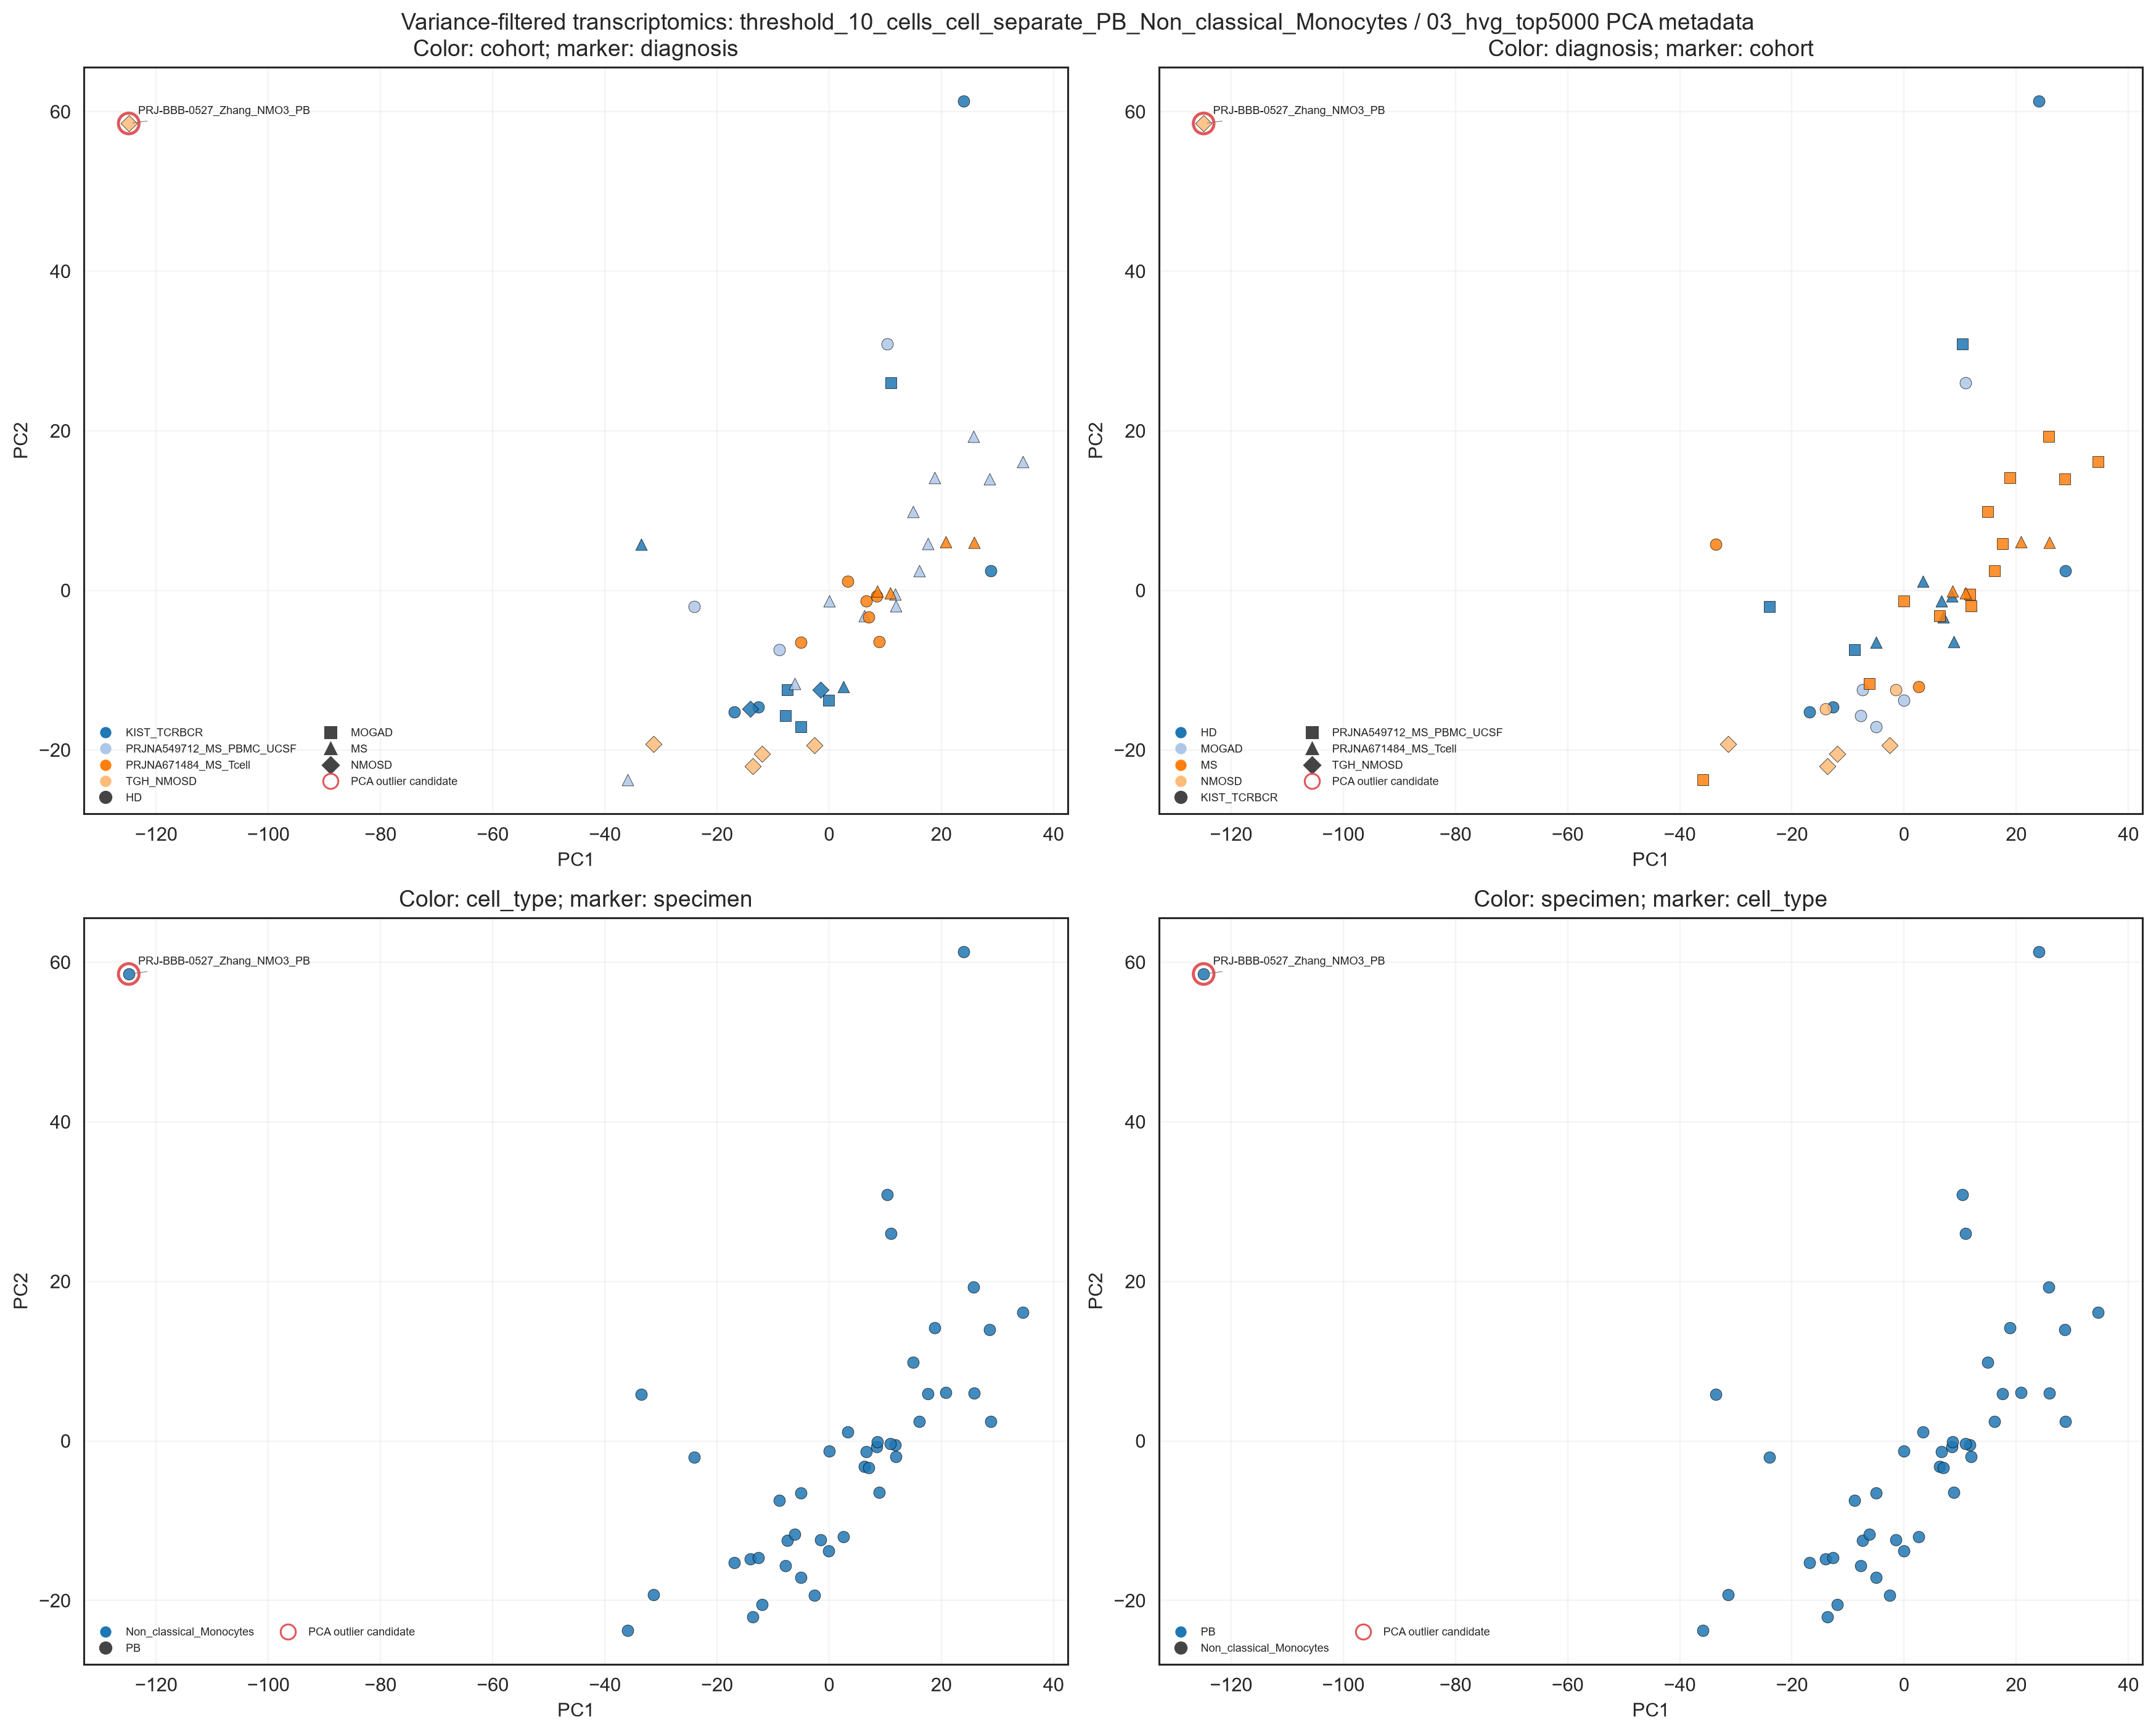 Variance-filtered transcriptomics: threshold_10_cells_cell_separate_PB_Non_classical_Monocytes / 03_hvg_top5000 PCA metadata
Color: cohort; marker: diagnosis
PRJ-BBB-0527_Zhang_NMO3_PB
60
40
20
0
−20
PC2
KIST_TCRBCR
PRJNA549712_MS_PBMC_UCSF
PRJNA671484_MS_Tcell
TGH_NMOSD
HD
MOGAD
MS
NMOSD
PCA outlier candidate
−120 −100 −80 −60 −40 −20 0 20 40
PC1
Color: diagnosis; marker: cohort
PRJ-BBB-0527_Zhang_NMO3_PB
60
40
20
0
−20
PC2
HD
MOGAD
MS
NMOSD
KIST_TCRBCR
PRJNA549712_MS_PBMC_UCSF
PRJNA671484_MS_Tcell
TGH_NMOSD
PCA outlier candidate
−120 −100 −80 −60 −40 −20 0 20 40
PC1
Color: cell_type; marker: specimen
PRJ-BBB-0527_Zhang_NMO3_PB
60
40
20
0
−20
PC2
Non_classical_Monocytes
PB
PCA outlier candidate
−120 −100 −80 −60 −40 −20 0 20 40
PC1
Color: specimen; marker: cell_type
PRJ-BBB-0527_Zhang_NMO3_PB
60
40
20
0
−20
PC2
PB
Non_classical_Monocytes
PCA outlier candidate
−120 −100 −80 −60 −40 −20 0 20 40
PC1